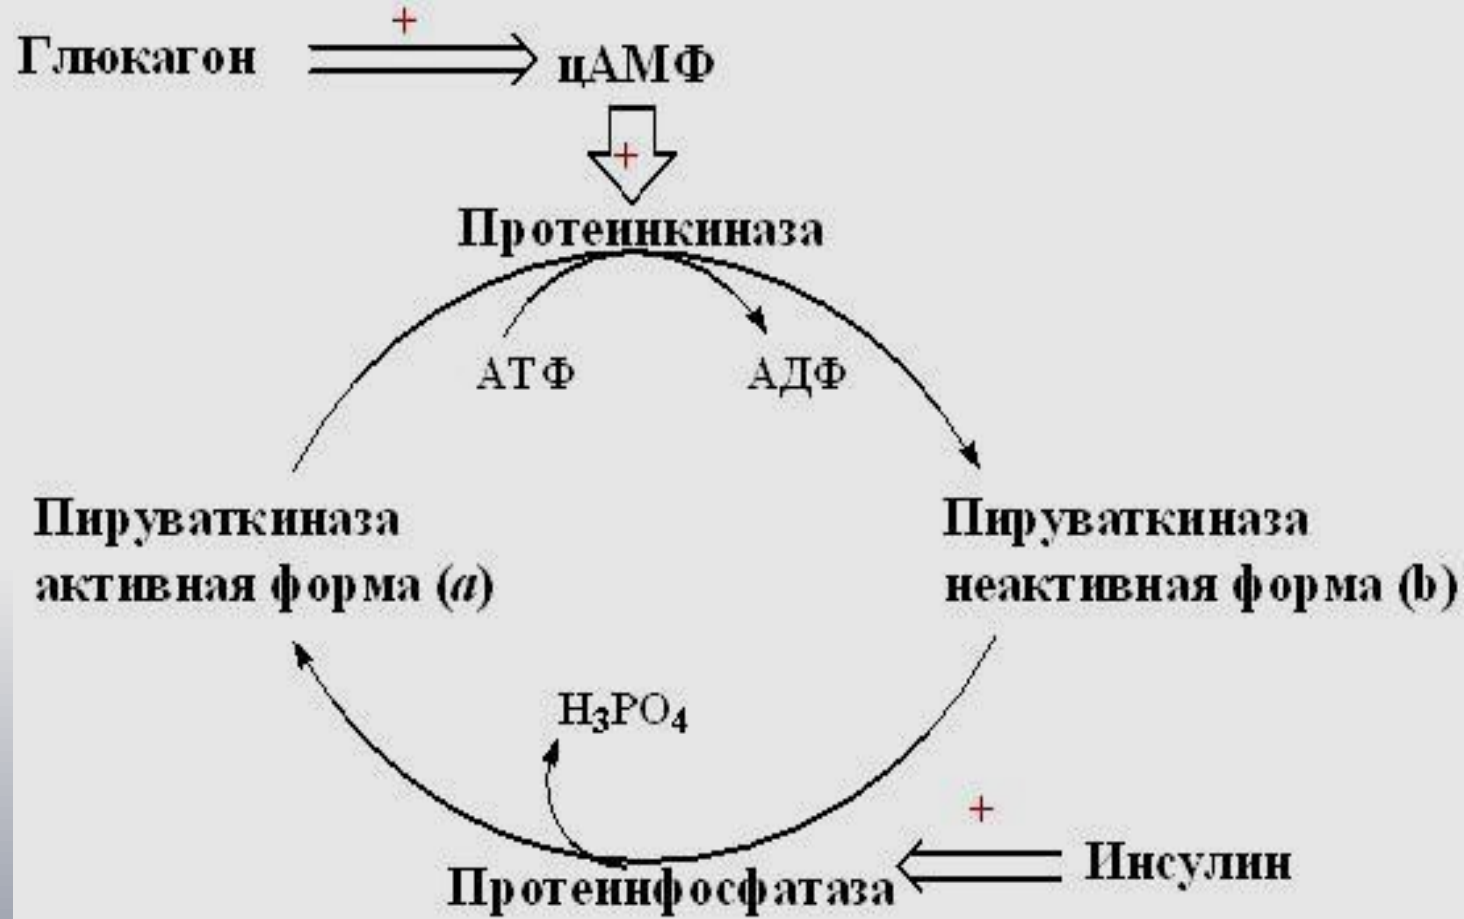 +
Глюкагон
цАМФ
+
Протеинкиназа
АТФ
АДФ
Пируваткиназа
активная форма (a)
Пируваткиназа
неактивная форма (b)
H₃PO₄
+
Протеинфосфатаза
Инсулин